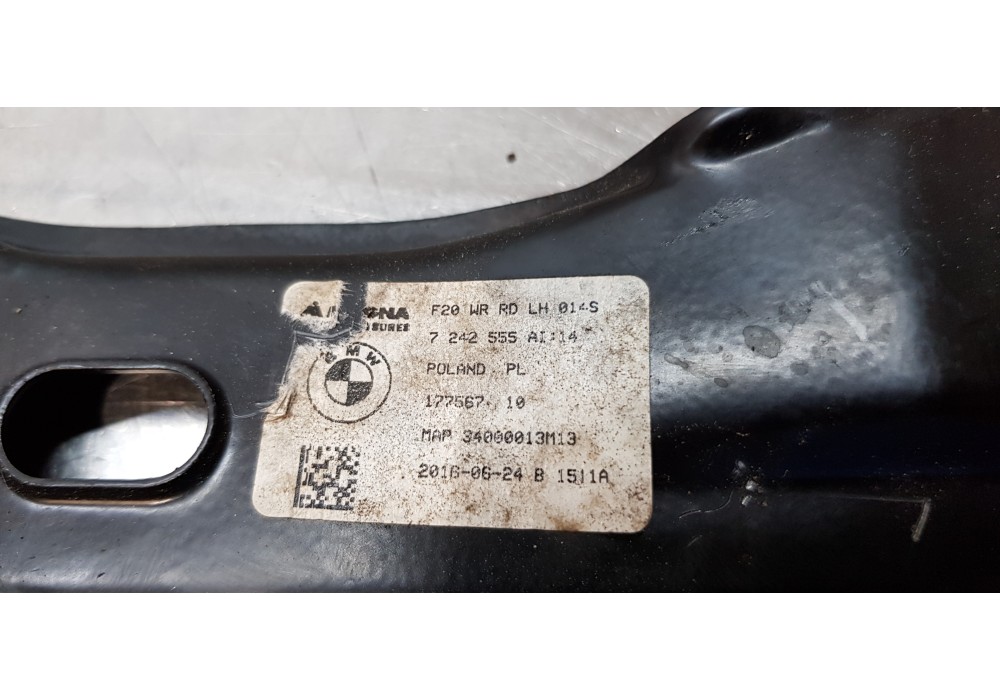 F20 WR RD LH 014S
7 242 555 AI:14
POLAND PL
177567 10
MAP 34000013M13
2016-06-24 B
BMW